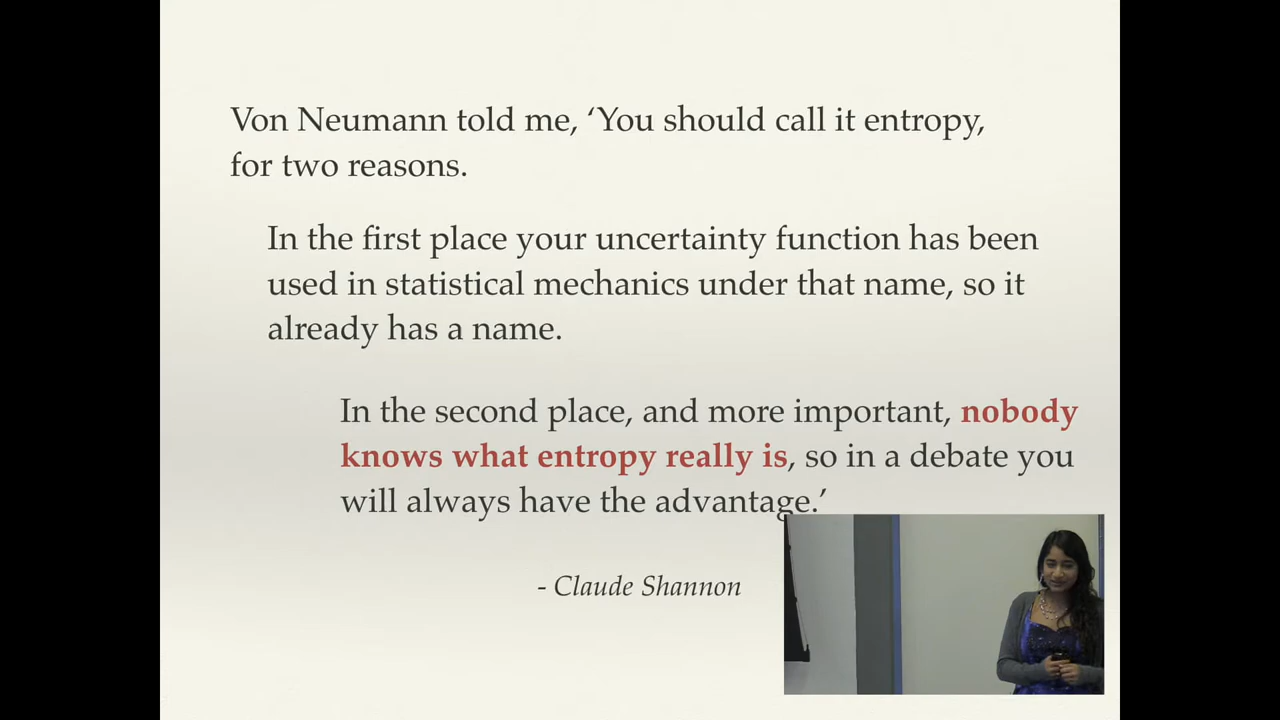 Von Neumann told me, ‘You should call it entropy,
for two reasons.
In the first place your uncertainty function has been
used in statistical mechanics under that name, so it
already has a name.
In the second place, and more important, nobody
knows what entropy really is, so in a debate you
will always have the advantage.’
- Claude Shannon